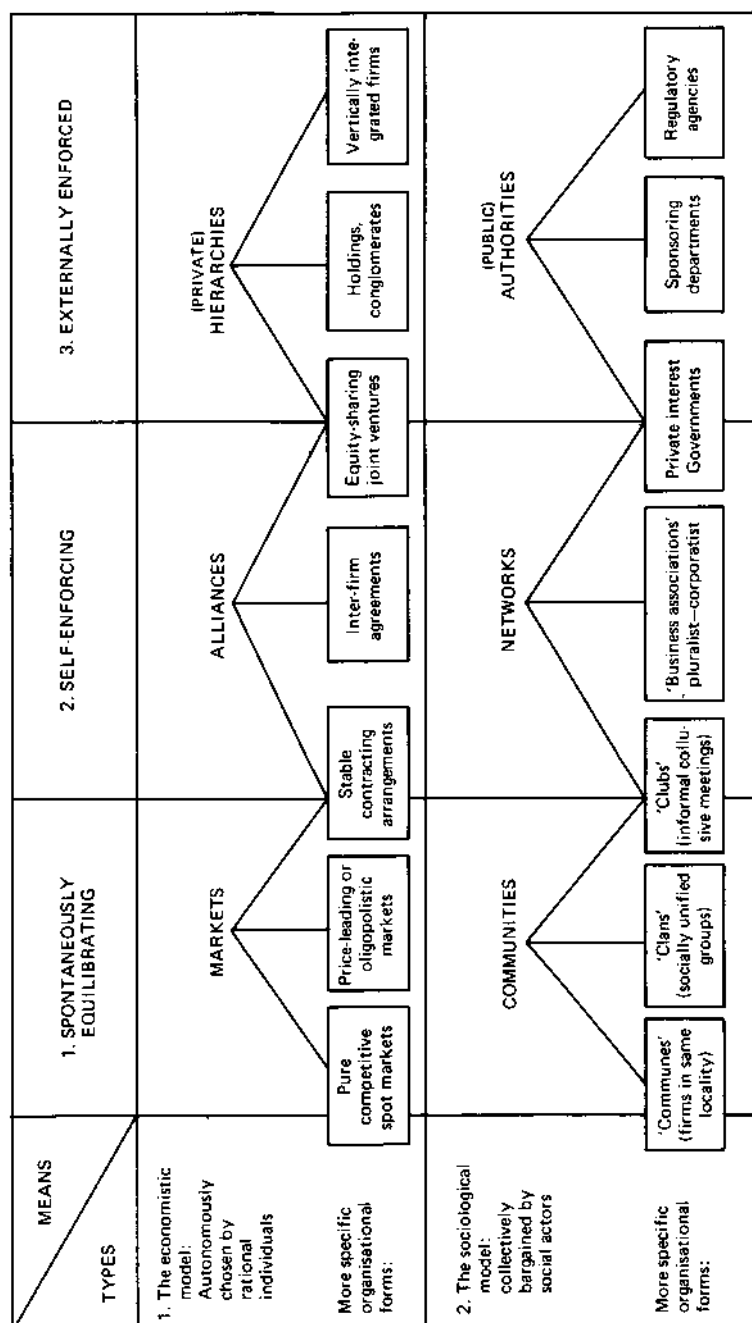 MEANS
TYPES
1. SPONTANEOUSLY
EQUILIBRATING
2. SELF-ENFORCING
3. EXTERNALLY ENFORCED
1. The economistic
model:
Autonomously
chosen by
rational
individuals
MARKETS
ALLIANCES
(PRIVATE)
HIERARCHIES
More specific
organisational
forms:
Pure
competitive
spot markets
Price-leading or
oligopolistic
markets
Stable
contracting
arrangements
Inter-firm
agreements
Equity-sharing
joint ventures
Holdings,
conglomerates
Vertically inte-
grated firms
2. The sociological
model:
collectively
bargained by
social actors
COMMUNITIES
NETWORKS
(PUBLIC)
AUTHORITIES
More specific
organisational
forms:
'Communes'
(firms in same
locality)
'Clans'
(socially unified
groups)
'Clubs'
(informal collu-
sive meetings)
'Business associations'
pluralist—corporatist
Private interest
Governments
Sponsoring
departments
Regulatory
agencies